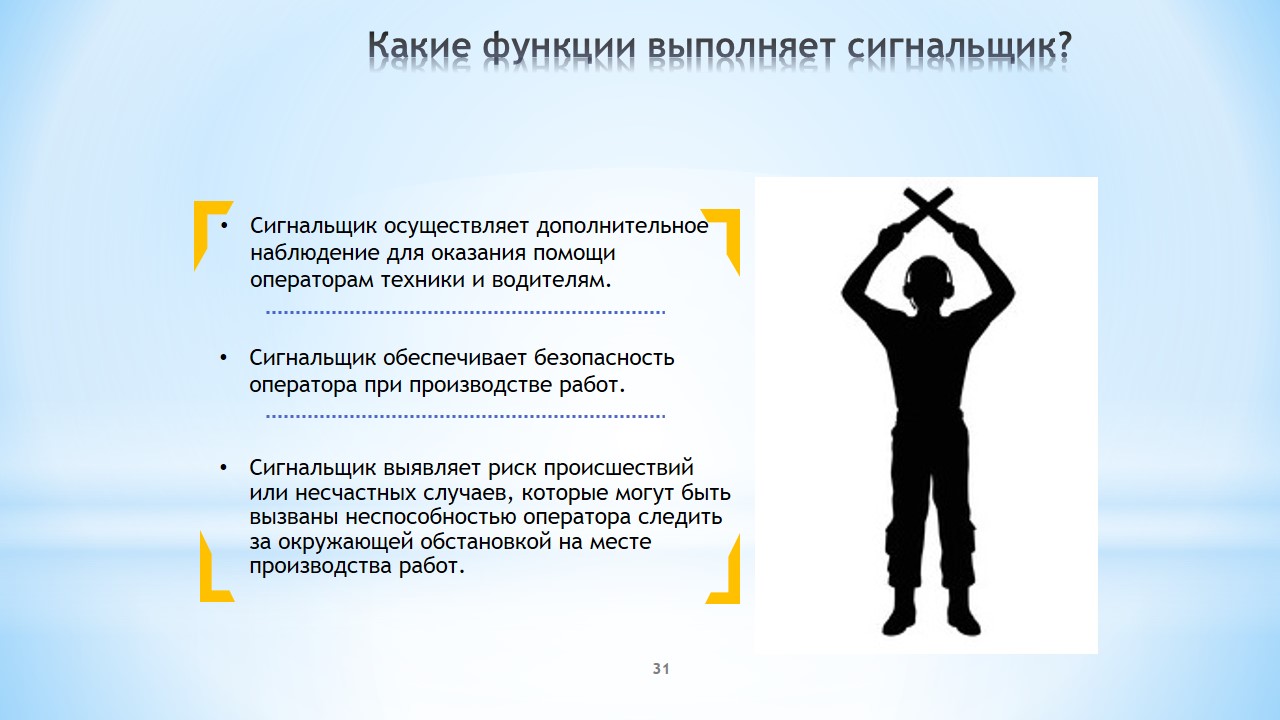 Какие функции выполняет сигнальщик?
• Сигнальщик осуществляет дополнительное
наблюдение для оказания помощи
операторам техники и водителям.
• Сигнальщик обеспечивает безопасность
оператора при производстве работ.
• Сигнальщик выявляет риск происшествий
или несчастных случаев, которые могут быть
вызваны неспособностью оператора следить
за окружающей обстановкой на месте
производства работ.
31